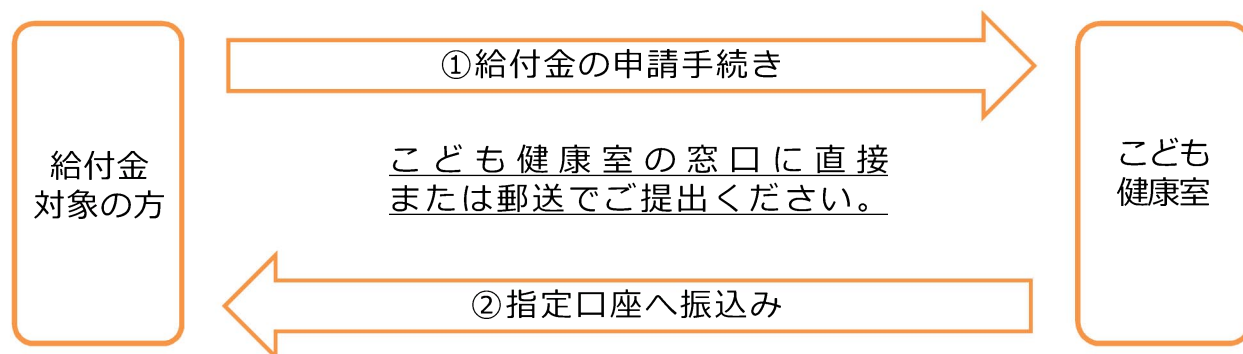 ①給付金の申請手続き
給付金
対象の方
こども健康室の窓口に直接
または郵送でご提出ください。
こども
健康室
②指定口座へ振込み